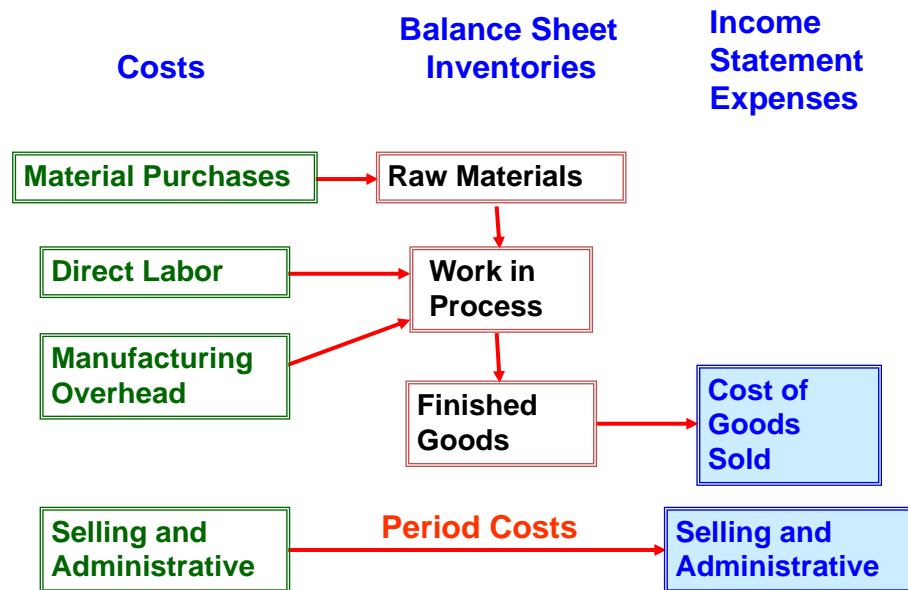 Costs
Balance Sheet
Inventories
Income
Statement
Expenses
Material Purchases
Raw Materials
Direct Labor
Work in
Process
Manufacturing
Overhead
Finished
Goods
Cost of
Goods
Sold
Selling and
Administrative
Period Costs
Selling and
Administrative